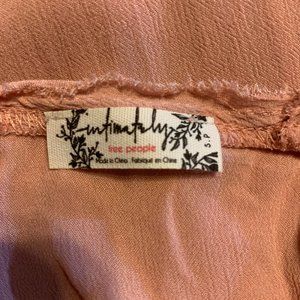 intimately
free people
Made in China . Fabriqué en Chine
S. P